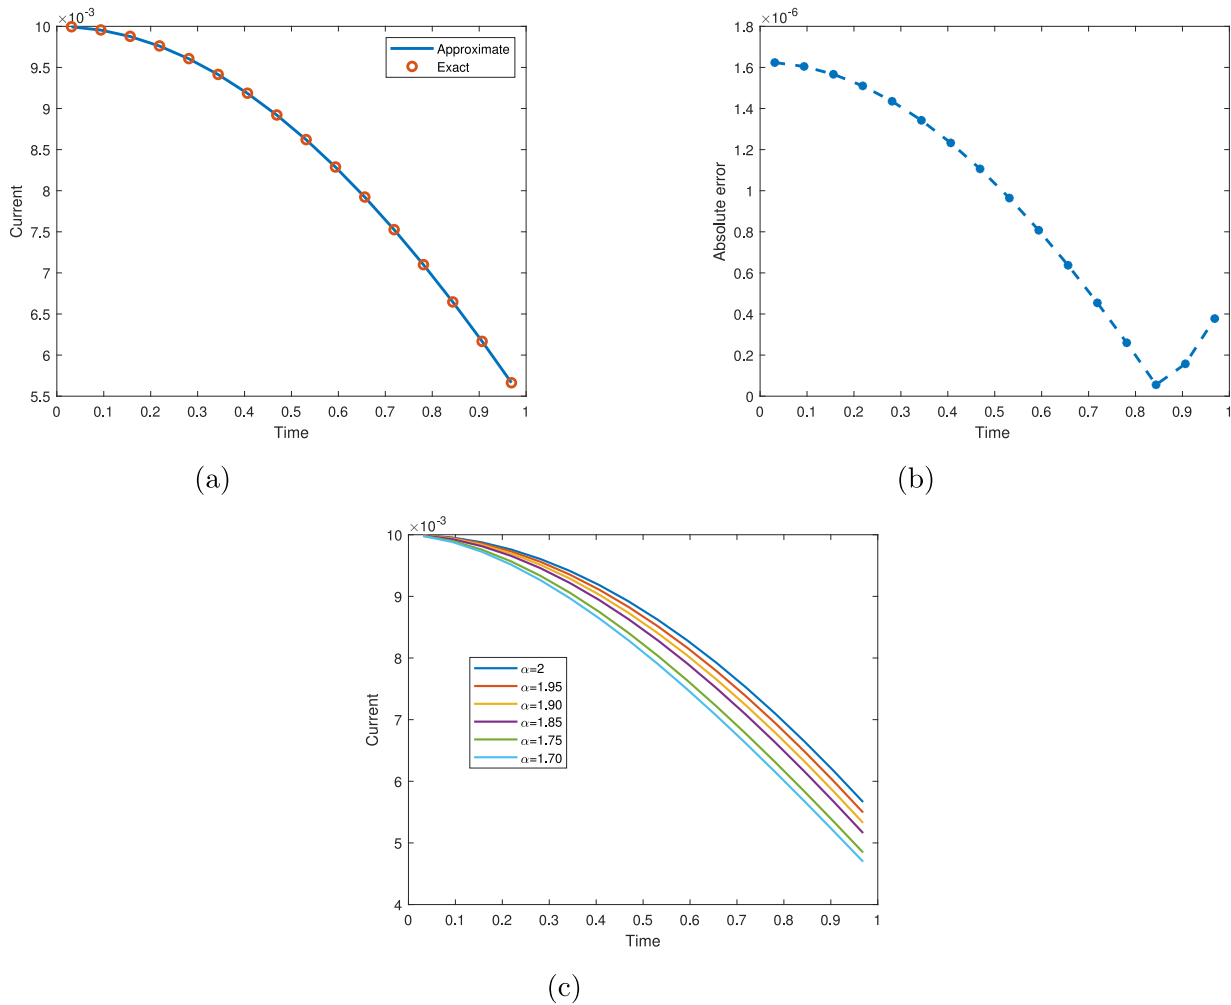 ×10⁻³
10
9.5
9
8.5
8
7.5
7
6.5
6
5.5
Current
0 0.1 0.2 0.3 0.4 0.5 0.6 0.7 0.8 0.9 1
Time
Approximate
Exact
(a)
×10⁻⁶
1.8
1.6
1.4
1.2
1
0.8
0.6
0.4
0.2
0
Absolute error
0 0.1 0.2 0.3 0.4 0.5 0.6 0.7 0.8 0.9 1
Time
(b)
×10⁻³
10
9
8
7
6
5
4
Current
α=2
α=1.95
α=1.90
α=1.85
α=1.75
α=1.70
0 0.1 0.2 0.3 0.4 0.5 0.6 0.7 0.8 0.9 1
Time
(c)